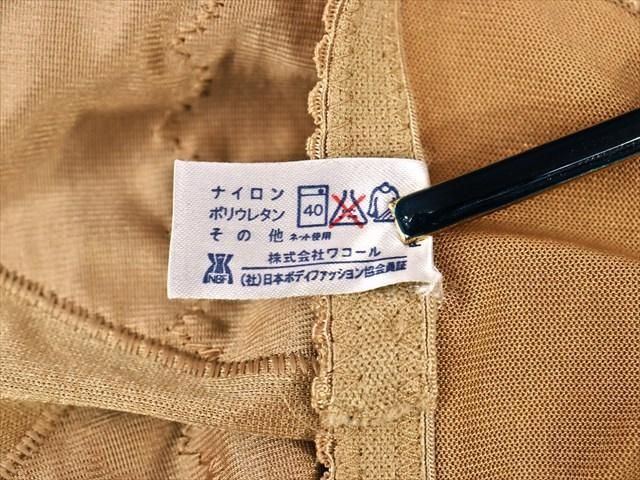 ナイロン
ポリウレタン
その他
40
ネット使用
株式会社ワコール
NBF
(社)日本ボディファッション協会員証